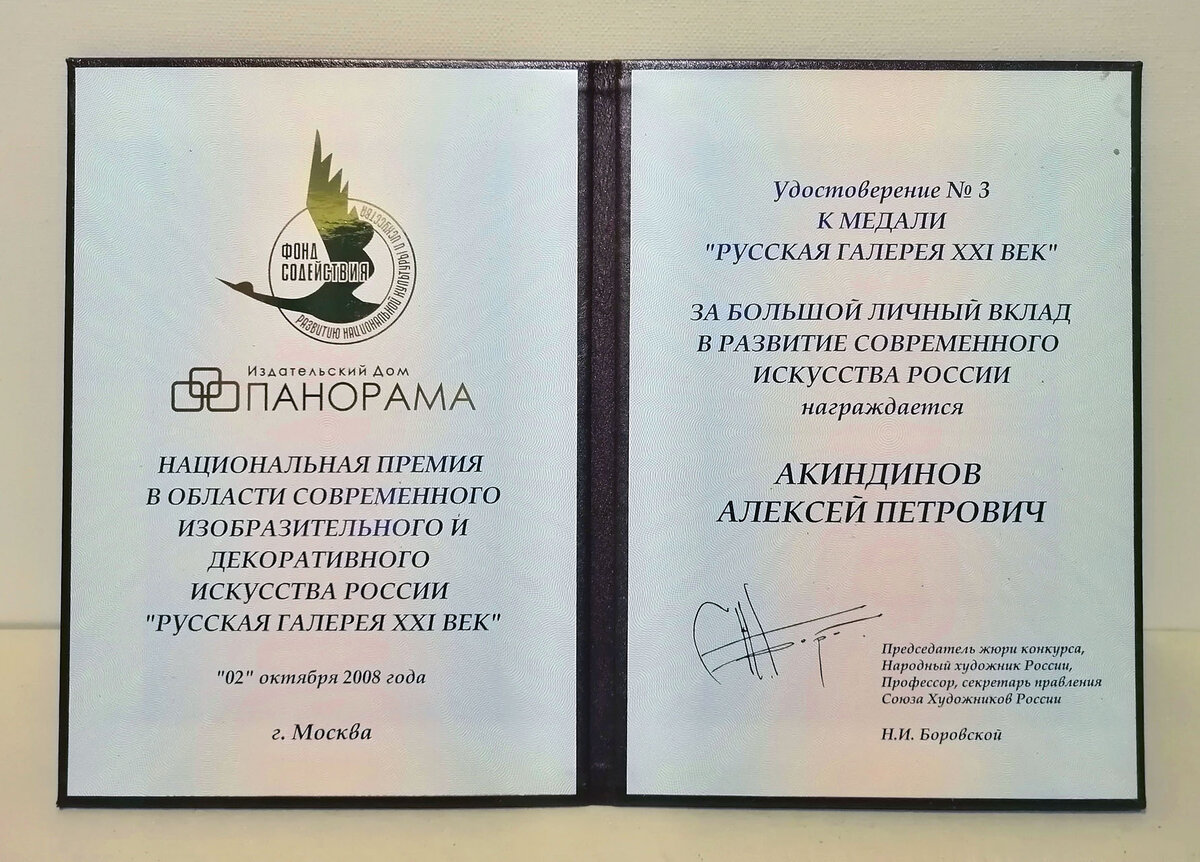 ФОНД
СОДЕЙСТВИЯ
РАЗВИТИЮ НАЦИОНАЛЬНОЙ КУЛЬТУРЫ И ИСКУССТВА
Издательский Дом
ПАНОРАМА
НАЦИОНАЛЬНАЯ ПРЕМИЯ
В ОБЛАСТИ СОВРЕМЕННОГО
ИЗОБРАЗИТЕЛЬНОГО И
ДЕКОРАТИВНОГО
ИСКУССТВА РОССИИ
"РУССКАЯ ГАЛЕРЕЯ XXI ВЕК"
"02" октября 2008 года
г. Москва
Удостоверение № 3
К МЕДАЛИ
"РУССКАЯ ГАЛЕРЕЯ XXI ВЕК"
ЗА БОЛЬШОЙ ЛИЧНЫЙ ВКЛАД
В РАЗВИТИЕ СОВРЕМЕННОГО
ИСКУССТВА РОССИИ
награждается
АКИНДИНОВ
АЛЕКСЕЙ ПЕТРОВИЧ
Председатель жюри конкурса,
Народный художник России,
Профессор, секретарь правления
Союза Художников России
Н.И. Боровской